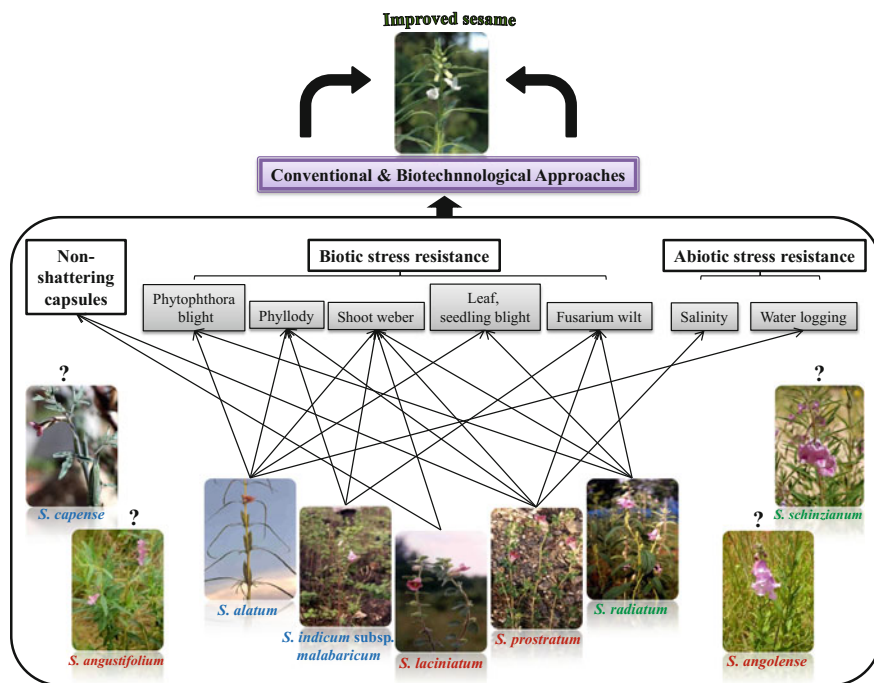 Improved sesame
Conventional & Biotechnnological Approaches
Non-
shattering
capsules
Biotic stress resistance
Abiotic stress resistance
Phytophthora
blight
Phyllody
Shoot weber
Leaf,
seedling blight
Fusarium wilt
Salinity
Water logging
?
S. capense
?
S. angustifolium
S. alatum
S. indicum subsp.
malabaricum
S. laciniatum
S. prostratum
S. radiatum
?
S. schinzianum
?
S. angolense